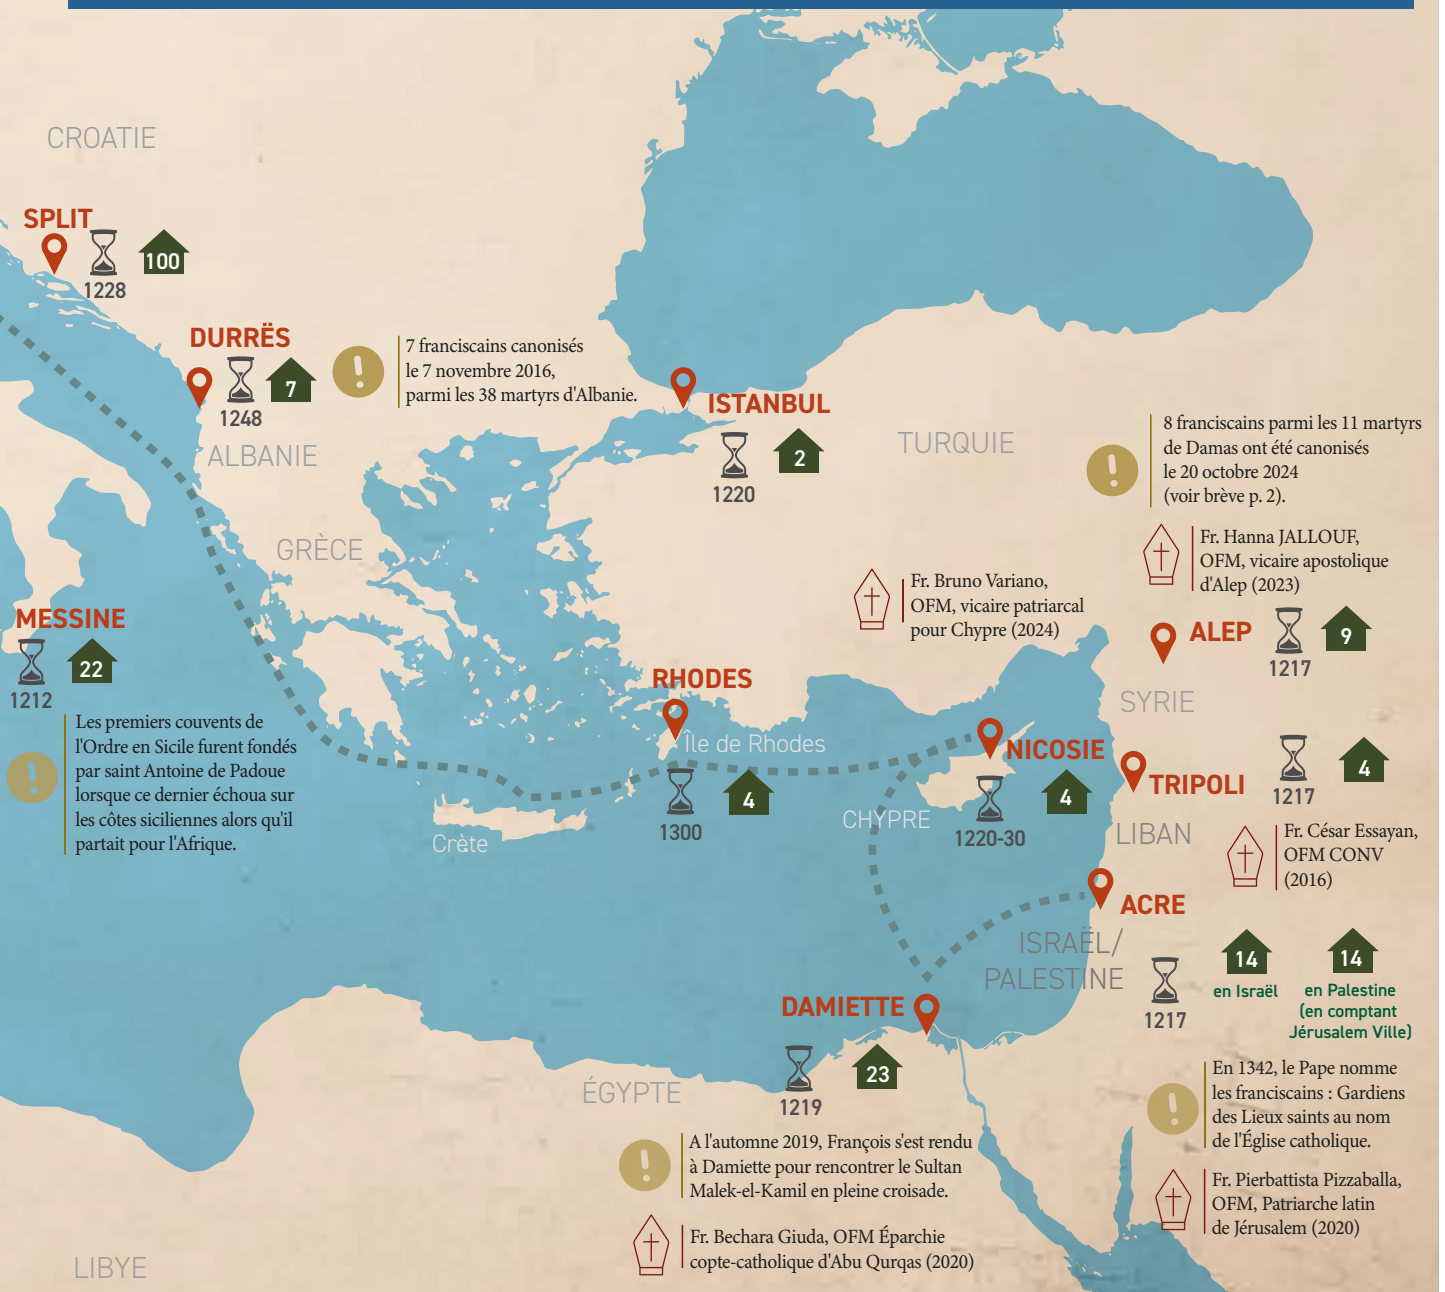 CROATIE
SPLIT
1228
100
DURRËS
1248
7
7 franciscains canonisés
le 7 novembre 2016,
parmi les 38 martyrs d'Albanie.
ALBANIE
ISTANBUL
1220
2
TURQUIE
8 franciscains parmi les 11 martyrs
de Damas ont été canonisés
le 20 octobre 2024
(voir brève p. 2).
Fr. Hanna JALLOUF,
OFM, vicaire apostolique
d'Alep (2023)
GRÈCE
Fr. Bruno Variano,
OFM, vicaire patriarcal
pour Chypre (2024)
ALEP
1217
9
SYRIE
MESSINE
1212
22
Les premiers couvents de
l'Ordre en Sicile furent fondés
par saint Antoine de Padoue
lorsque ce dernier échoua sur
les côtes siciliennes alors qu'il
partait pour l'Afrique.
RHODES
Île de Rhodes
1300
4
Crète
NICOSIE
CHYPRE
1220-30
4
TRIPOLI
1217
4
LIBAN
Fr. César Essayan,
OFM CONV
(2016)
ACRE
ISRAËL/
PALESTINE
1217
14
en Israël
14
en Palestine
(en comptant
Jérusalem Ville)
En 1342, le Pape nomme
les franciscains : Gardiens
des Lieux saints au nom
de l'Église catholique.
Fr. Pierbattista Pizzaballa,
OFM, Patriarche latin
de Jérusalem (2020)
DAMIETTE
1219
23
ÉGYPTE
A l'automne 2019, François s'est rendu
à Damiette pour rencontrer le Sultan
Malek-el-Kamil en pleine croisade.
Fr. Bechara Giuda, OFM Éparchie
copte-catholique d'Abu Qurqas (2020)
LIBYE